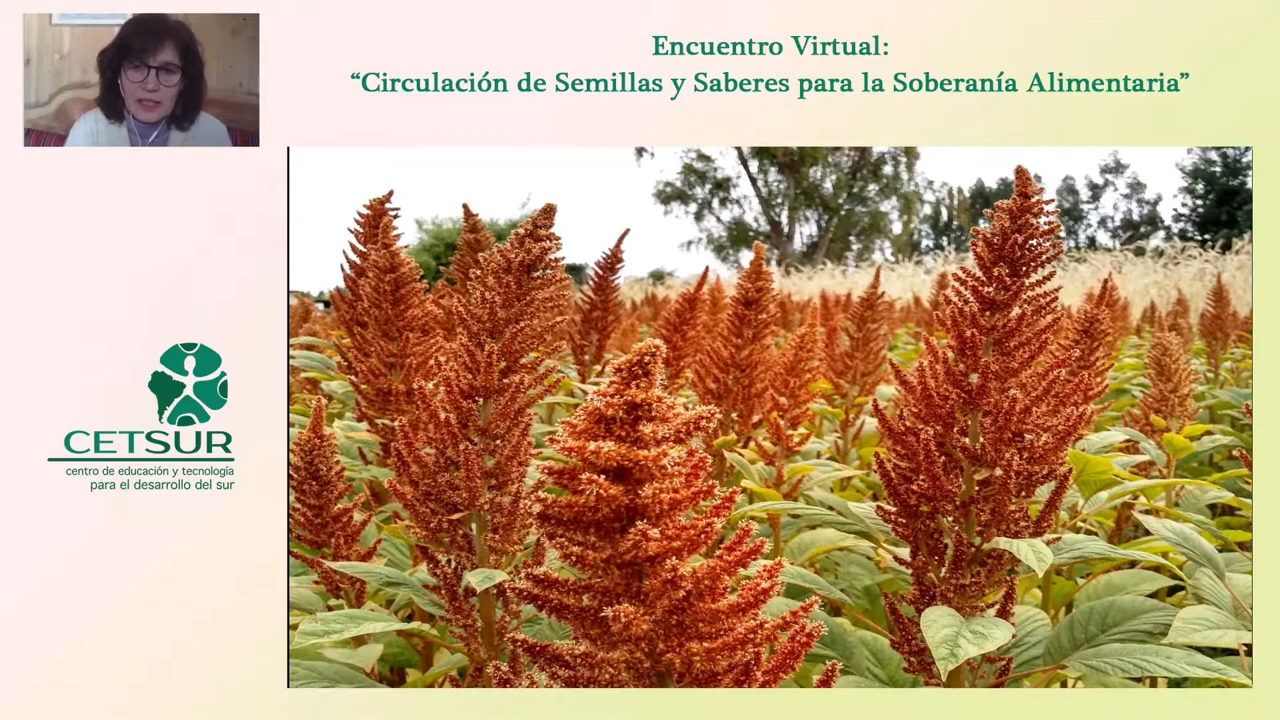 Encuentro Virtual:
“Circulación de Semillas y Saberes para la Soberanía Alimentaria”
CETSUR
centro de educación y tecnología
para el desarrollo del sur